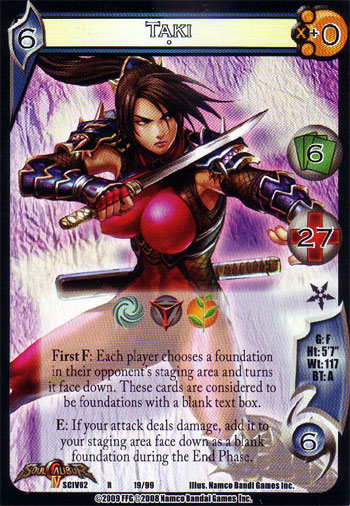 6
TAKI
X+0
6
27
G: F
Ht: 5'7"
Wt: 117
BT: A
First F: Each player chooses a foundation
in their opponent's staging area and turns
it face down. These cards are considered to
be foundations with a blank text box.
E: If your attack deals damage, add it to
your staging area face down as a blank
foundation during the End Phase.
6
SOULCALIBUR
IV
SCIV02 R 19/99 Illus. Namco Bandi Games Inc.
©2009 FFG ©2008 Namco Bandai Games Inc.